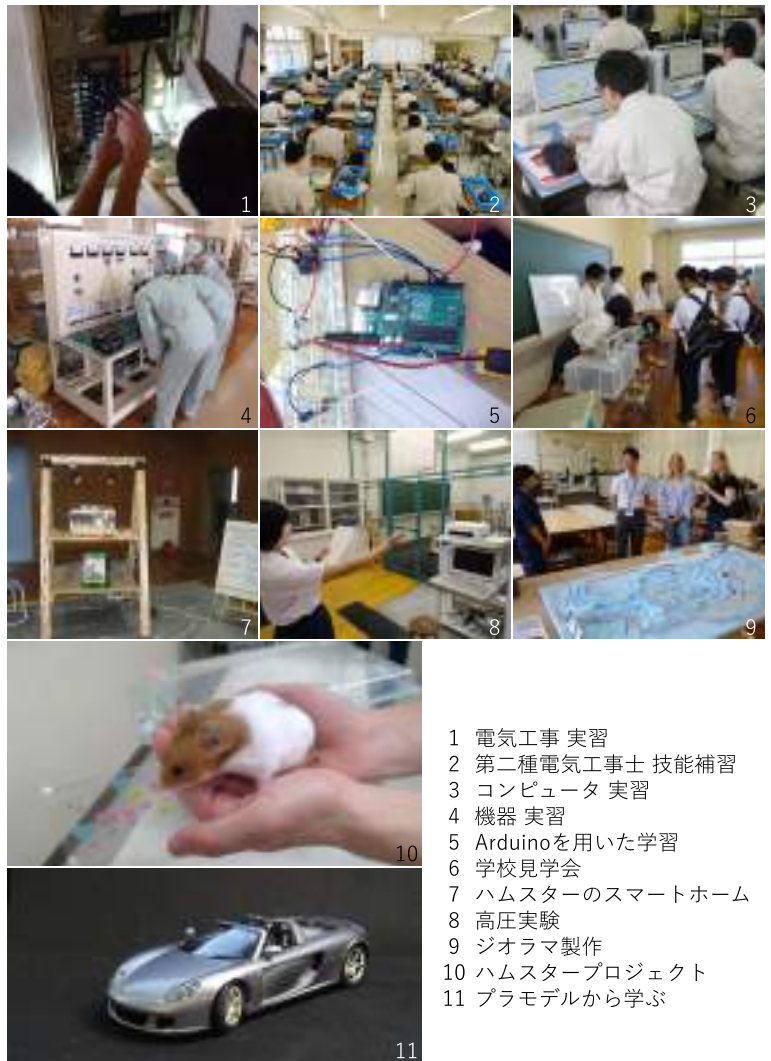 1
2
3
4
5
6
7
8
9
10
11
1 電気工事 実習
2 第二種電気工事士 技能補習
3 コンピュータ 実習
4 機器 実習
5 Arduinoを用いた学習
6 学校見学会
7 ハムスターのスマートホーム
8 高圧実験
9 ジオラマ製作
10 ハムスタープロジェクト
11 プラモデルから学ぶ